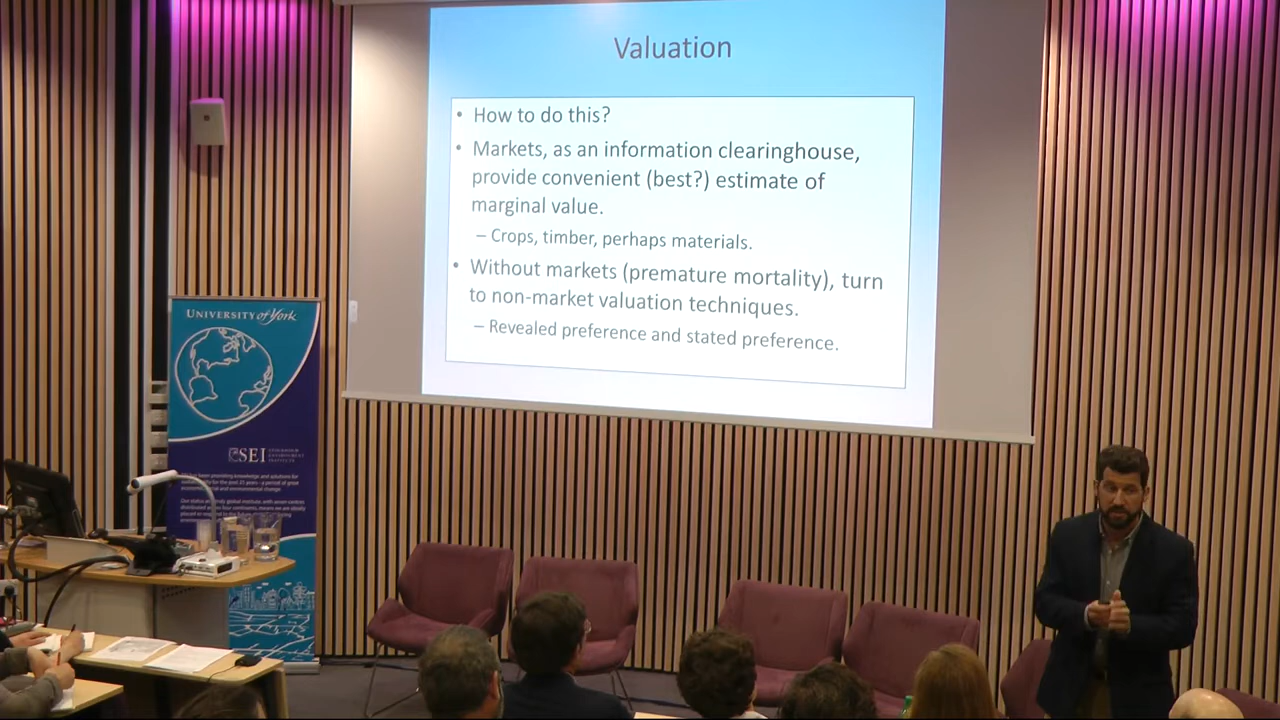 Valuation
• How to do this?
• Markets, as an information clearinghouse,
provide convenient (best?) estimate of
marginal value.
– Crops, timber, perhaps materials.
• Without markets (premature mortality), turn
to non-market valuation techniques.
– Revealed preference and stated preference.
UNIVERSITY of York
SEI